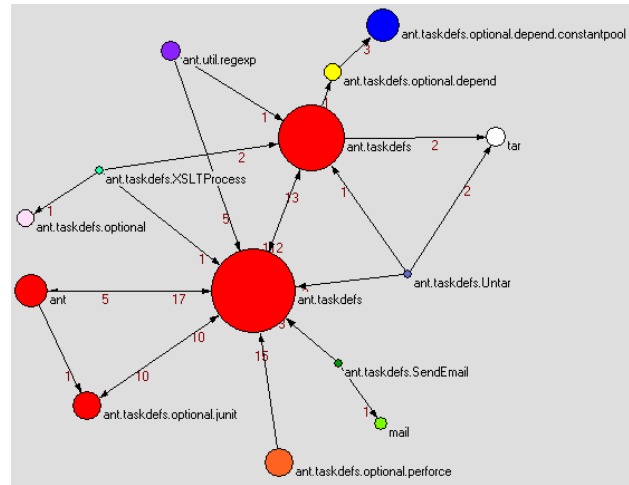 ant.taskdefs.optional.depend.constantpool
3
ant.util.regexp
ant.taskdefs.optional.depend
1
1
ant.taskdefs
2
tar
2
ant.taskdefs.XSLTProcess
13
1
2
1
ant.taskdefs.optional
5
112
1
ant.taskdefs.Untar
ant
5
17
ant.taskdefs
3
10
15
ant.taskdefs.SendEmail
1
10
ant.taskdefs.optional.junit
1
mail
ant.taskdefs.optional.perforce